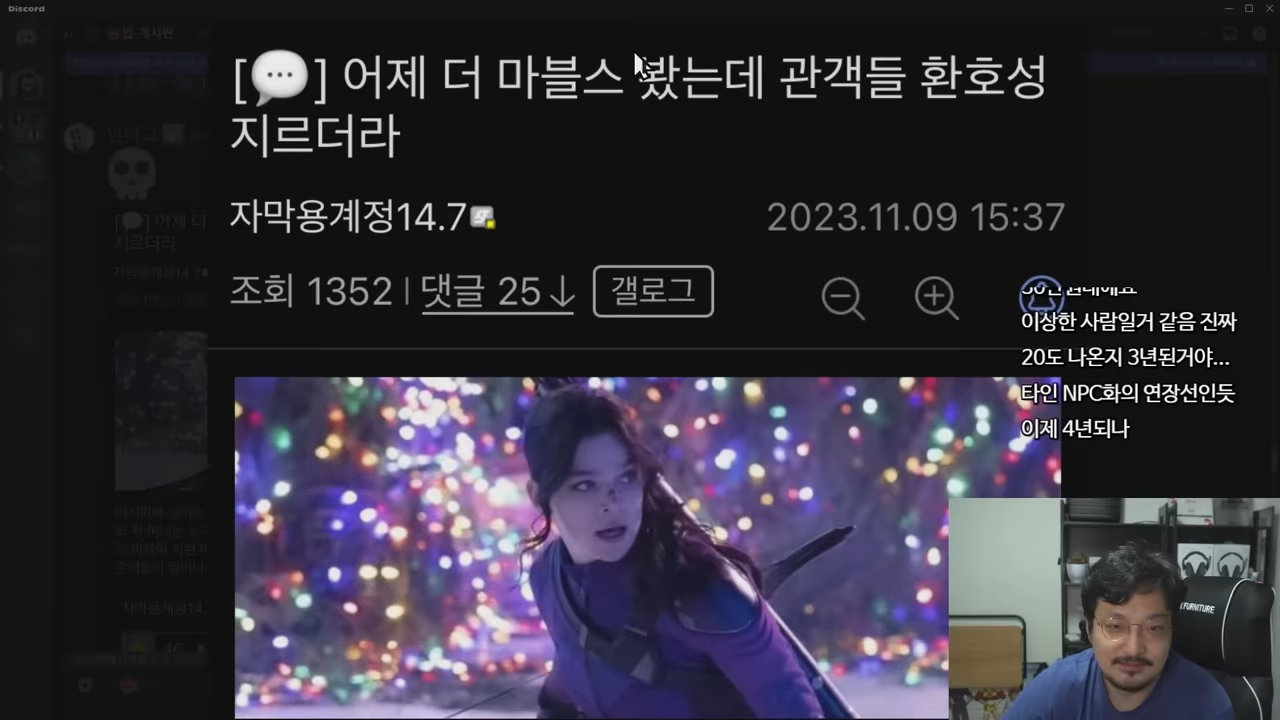 Discord
[💬] 어제 더 마블스 봤는데 관객들 환호성
지르더라
자막용계정14.7
2023.11.09 15:37
조회 1352 | 댓글 25↓ 갤로그
이상한 사람일거 같음 진짜
20도 나온지 3년된거야...
타인 NPC화의 연장선인듯
이제 4년되나
FURNITURE